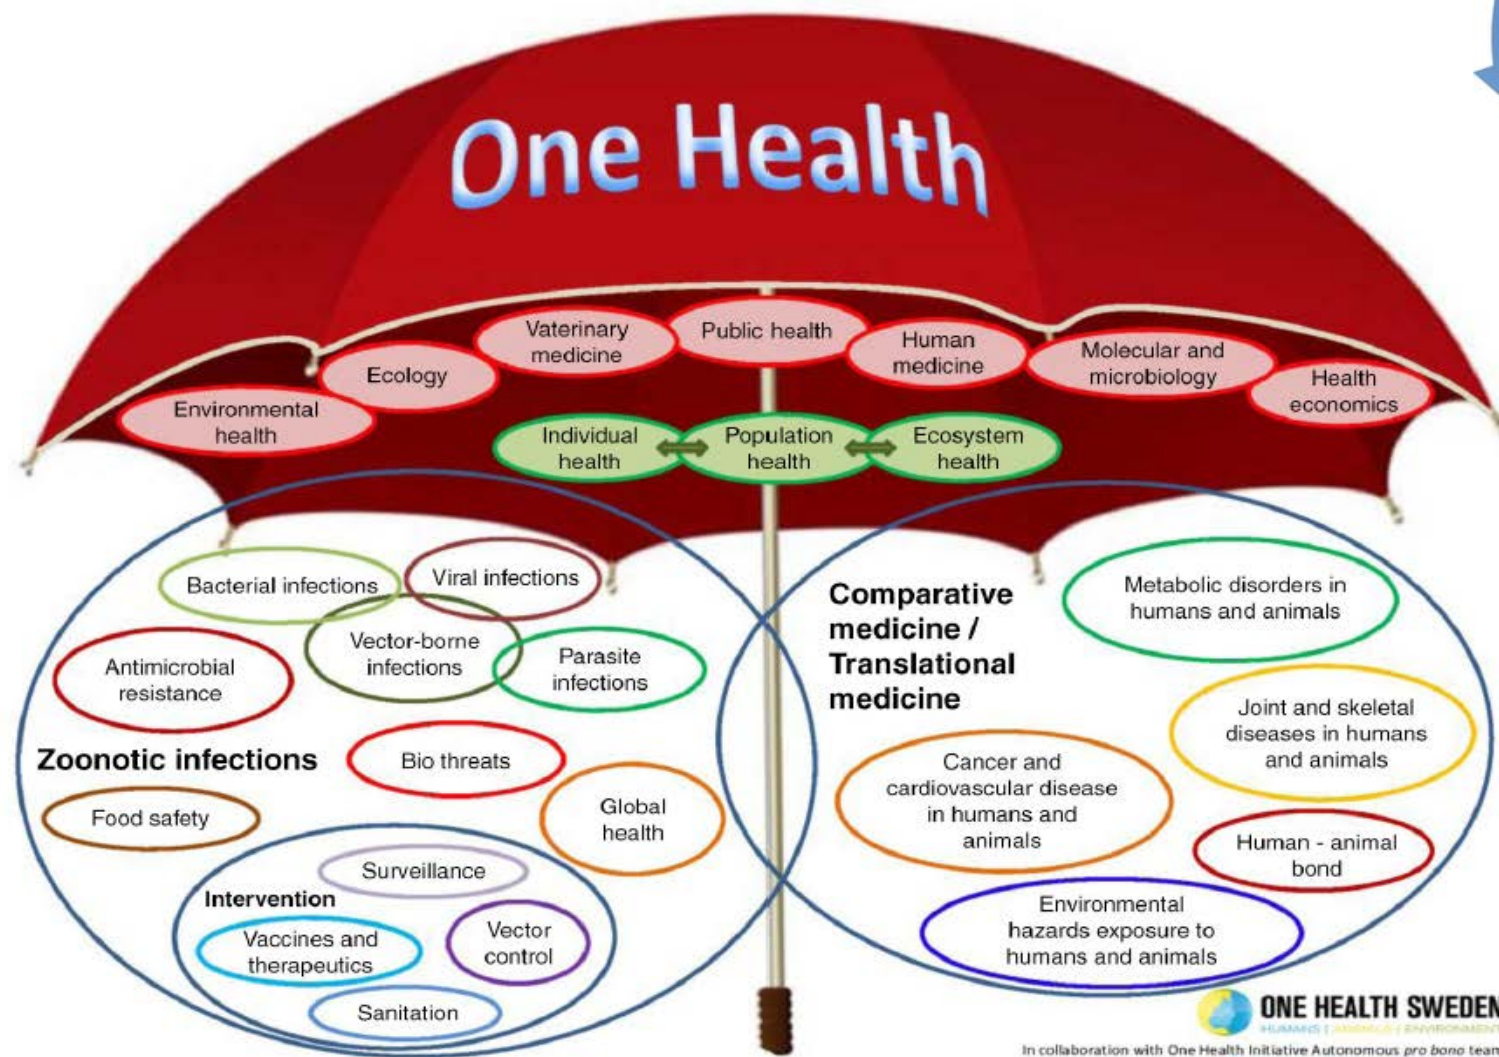 One Health
Vaterinary
medicine
Public health
Human
medicine
Molecular and
microbiology
Health
economics
Ecology
Environmental
health
Individual
health
Population
health
Ecosystem
health
Bacterial infections
Viral infections
Vector-borne
infections
Parasite
infections
Antimicrobial
resistance
Zoonotic infections
Bio threats
Food safety
Global
health
Surveillance
Intervention
Vaccines and
therapeutics
Vector
control
Sanitation
Comparative
medicine /
Translational
medicine
Metabolic disorders in
humans and animals
Joint and skeletal
diseases in humans
and animals
Cancer and
cardiovascular disease
in humans and
animals
Human - animal
bond
Environmental
hazards exposure to
humans and animals
ONE HEALTH SWEDEN
HUMANS | ANIMALS | ENVIRONMENT
In collaboration with One Health Initiative Autonomous pro bono team